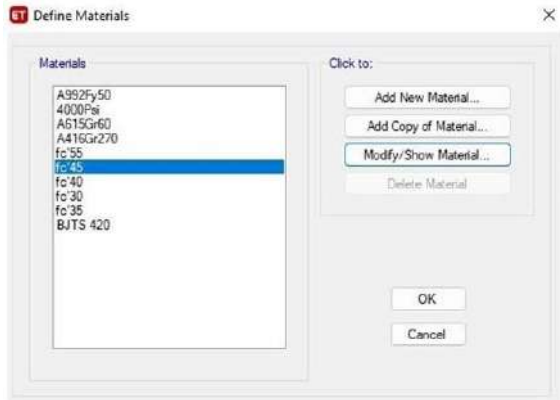 ET Define Materials
Materials
A992Fy50
4000Psi
A615Gr60
A416Gr270
fc'55
fc'45
fc'40
fc'30
fc'35
BJTS 420
Click to:
Add New Material...
Add Copy of Material...
Modify/Show Material...
Delete Material
OK
Cancel